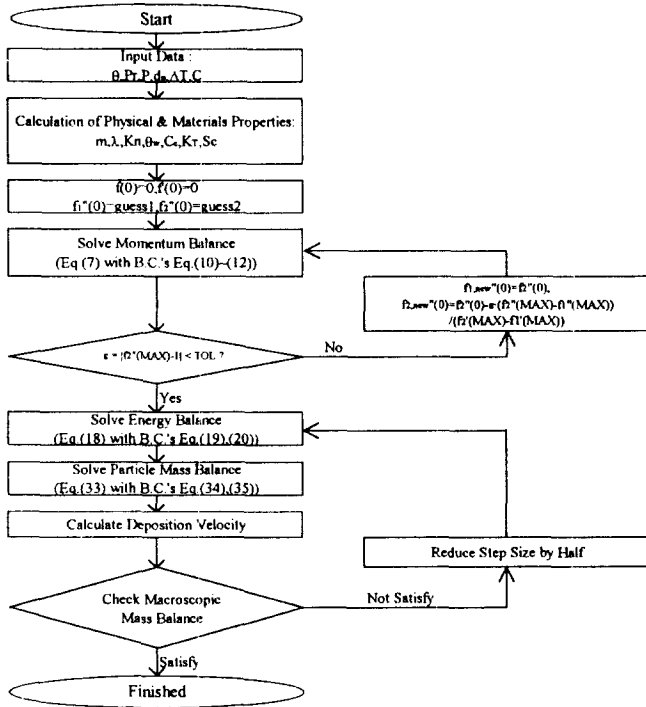 Start
Input Data :
θ,Pr,P,dₚ,ΔT,C
Calculation of Physical & Materials Properties:
m,λ,Kn,θw,Cc,KT,Sc
f(0)=0,f'(0)=0
f1"(0)=guess1,f2"(0)=guess2
Solve Momentum Balance
(Eq (7) with B.C.'s Eq.(10)~(12))
f1,new"(0)=f2"(0),
f2,new"(0)=f2"(0)-ε·(f2"(MAX)-f1"(MAX))
/(f2'(MAX)-f1'(MAX))
ε = |f2"(MAX)-1| < TOL ?
No
Yes
Solve Energy Balance
(Eq.(18) with B.C.'s Eq.(19),(20))
Solve Particle Mass Balance
(Eq.(33) with B.C.'s Eq.(34),(35))
Calculate Deposition Velocity
Reduce Step Size by Half
Check Macroscopic
Mass Balance
Not Satisfy
Satisfy
Finished